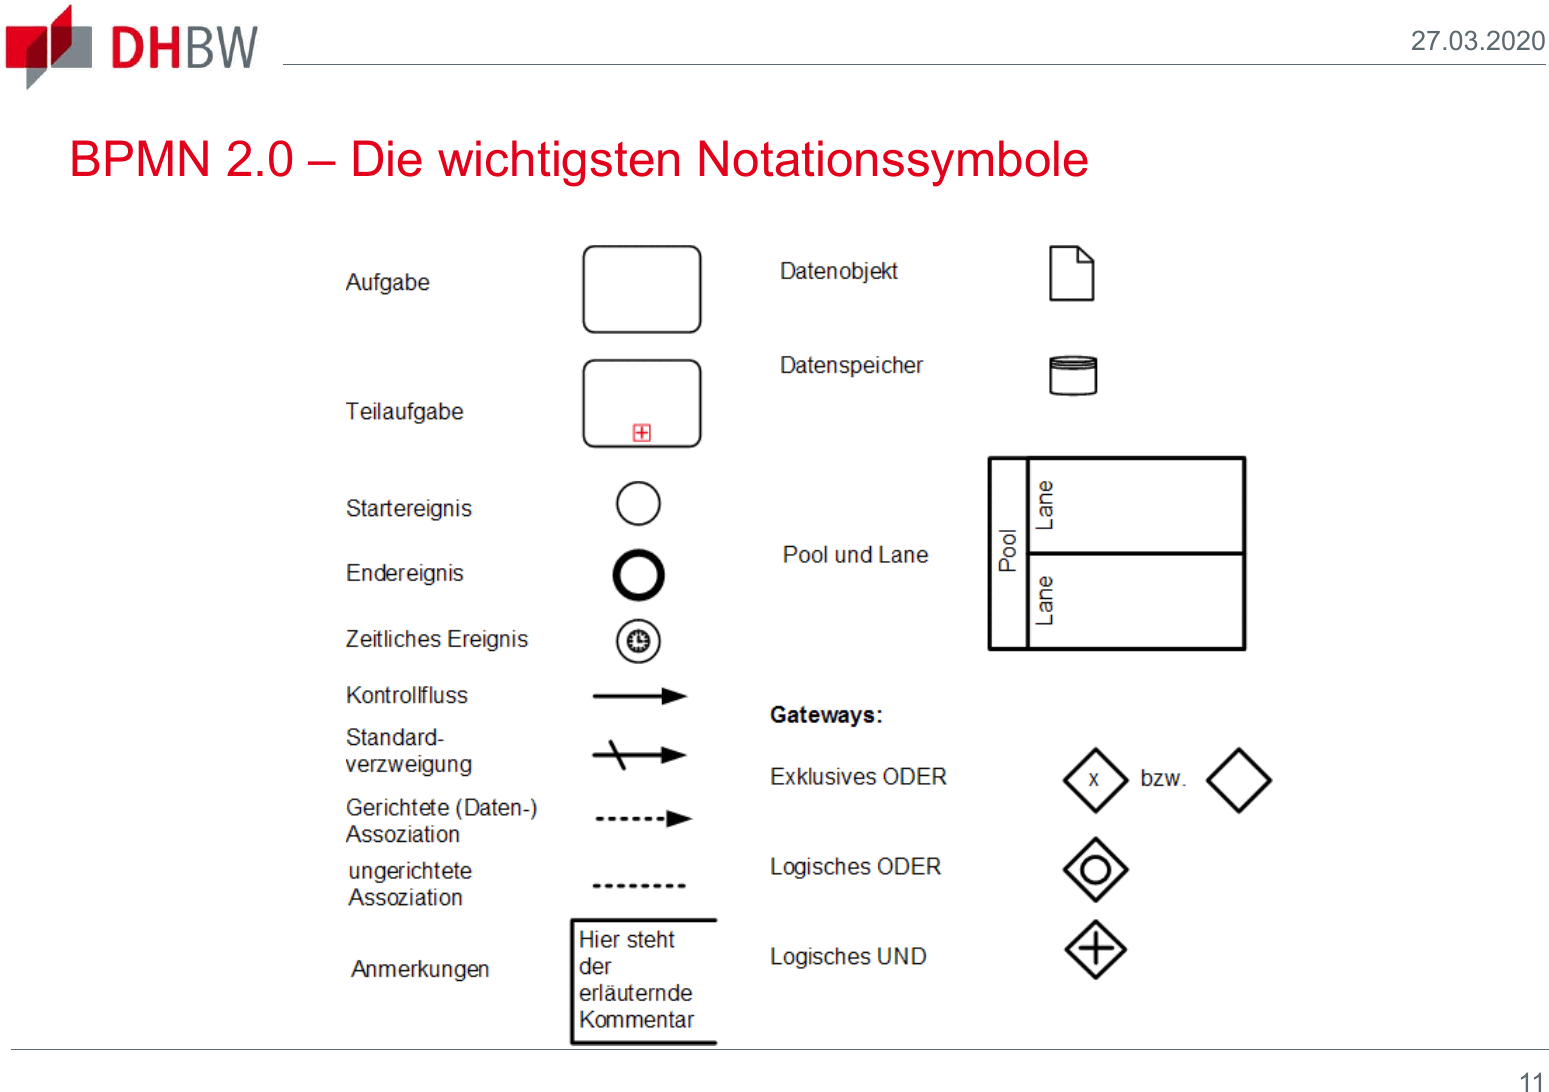 DHBW
27.03.2020
BPMN 2.0 – Die wichtigsten Notationssymbole
Aufgabe
Teilaufgabe
Startereignis
Endereignis
Zeitliches Ereignis
Kontrollfluss
Standard-
verzweigung
Gerichtete (Daten-)
Assoziation
ungerichtete
Assoziation
Anmerkungen
Hier steht
der
erläuternde
Kommentar
Datenobjekt
Datenspeicher
Pool und Lane
Pool
Lane
Lane
Gateways:
Exklusives ODER
x bzw.
Logisches ODER
Logisches UND
11